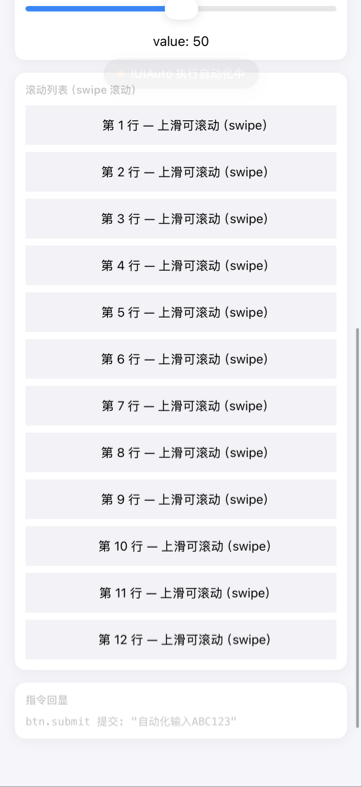 value: 50
IUIAuto 执行自动化中
滚动列表 (swipe 滚动)
第 1 行 — 上滑可滚动 (swipe)
第 2 行 — 上滑可滚动 (swipe)
第 3 行 — 上滑可滚动 (swipe)
第 4 行 — 上滑可滚动 (swipe)
第 5 行 — 上滑可滚动 (swipe)
第 6 行 — 上滑可滚动 (swipe)
第 7 行 — 上滑可滚动 (swipe)
第 8 行 — 上滑可滚动 (swipe)
第 9 行 — 上滑可滚动 (swipe)
第 10 行 — 上滑可滚动 (swipe)
第 11 行 — 上滑可滚动 (swipe)
第 12 行 — 上滑可滚动 (swipe)
指令回显
btn.submit 提交: "自动化输入ABC123"